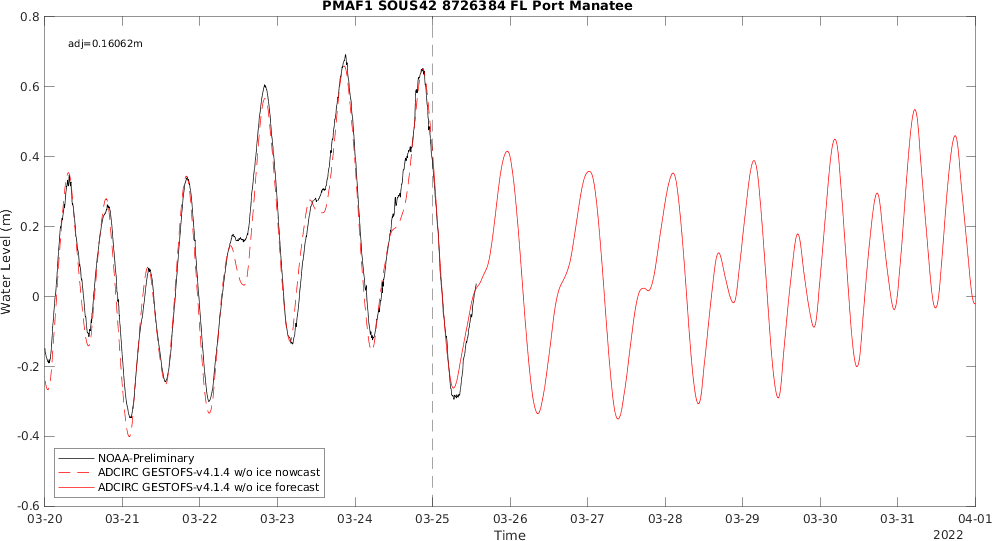 PMAF1 SOUS42 8726384 FL Port Manatee
adj=0.16062m
0.8
0.6
0.4
0.2
0
-0.2
-0.4
-0.6
Water Level (m)
NOAA-Preliminary
ADCIRC GESTOFS-v4.1.4 w/o ice nowcast
ADCIRC GESTOFS-v4.1.4 w/o ice forecast
03-20 03-21 03-22 03-23 03-24 03-25 03-26 03-27 03-28 03-29 03-30 03-31 04-01
Time
2022